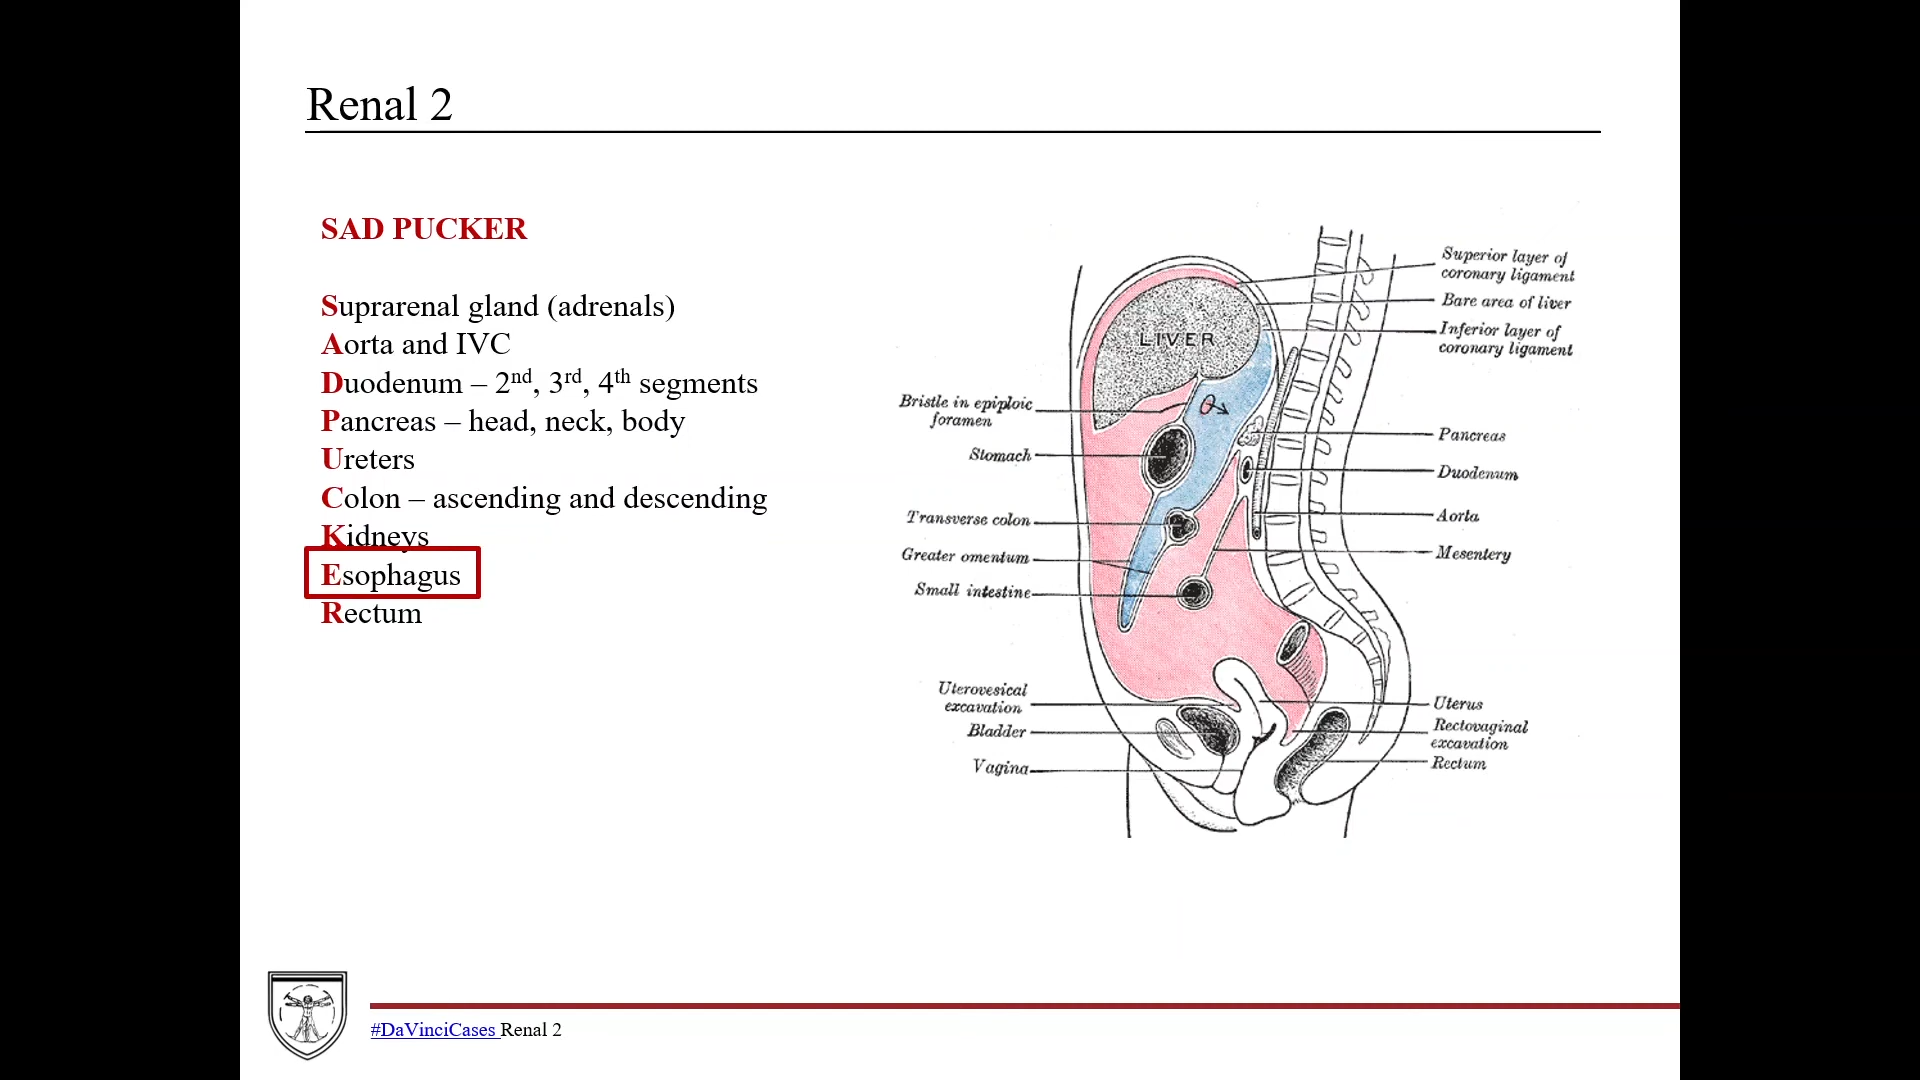 Renal 2
SAD PUCKER
Suprarenal gland (adrenals)
Aorta and IVC
Duodenum – 2nd, 3rd, 4th segments
Pancreas – head, neck, body
Ureters
Colon – ascending and descending
Kidneys
Esophagus
Rectum
LIVER
Bristle in epiploic
foramen
Stomach
Transverse colon
Greater omentum
Small intestine
Uterovesical
excavation
Bladder
Vagina
Superior layer of
coronary ligament
Bare area of liver
Inferior layer of
coronary ligament
Pancreas
Duodenum
Aorta
Mesentery
Uterus
Rectovaginal
excavation
Rectum
#DaVinciCases Renal 2